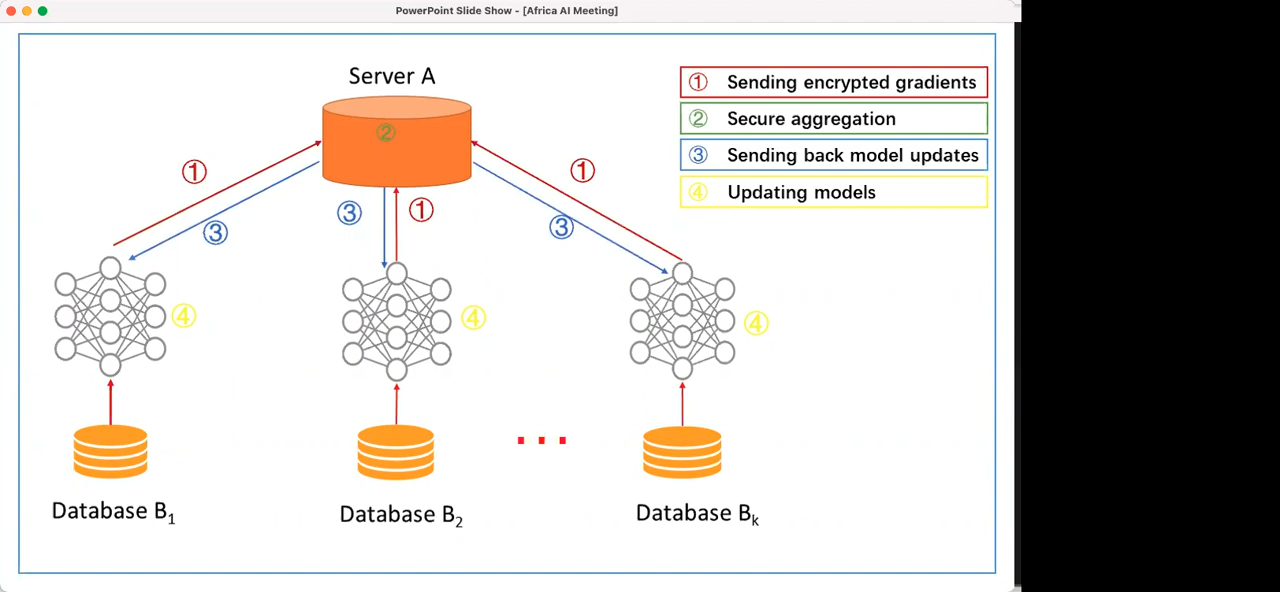 PowerPoint Slide Show - [Africa AI Meeting]
Server A
① Sending encrypted gradients
② Secure aggregation
③ Sending back model updates
④ Updating models
②
① ①
③ ①
③ ③
④ ④ ④
...
Database B₁ Database B₂ Database Bₖ